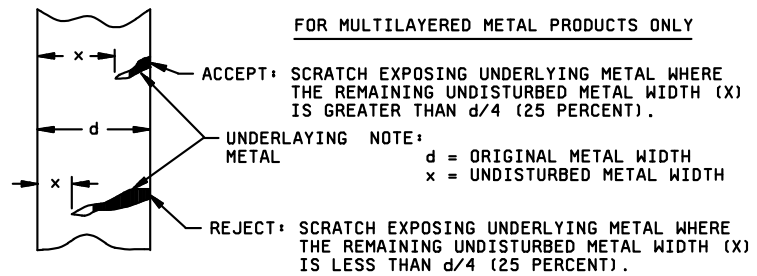 FOR MULTILAYERED METAL PRODUCTS ONLY
x
ACCEPT: SCRATCH EXPOSING UNDERLYING METAL WHERE
THE REMAINING UNDISTURBED METAL WIDTH (X)
IS GREATER THAN d/4 (25 PERCENT).
d
UNDERLAYING
METAL
NOTE:
d = ORIGINAL METAL WIDTH
x = UNDISTURBED METAL WIDTH
x
REJECT: SCRATCH EXPOSING UNDERLYING METAL WHERE
THE REMAINING UNDISTURBED METAL WIDTH (X)
IS LESS THAN d/4 (25 PERCENT).